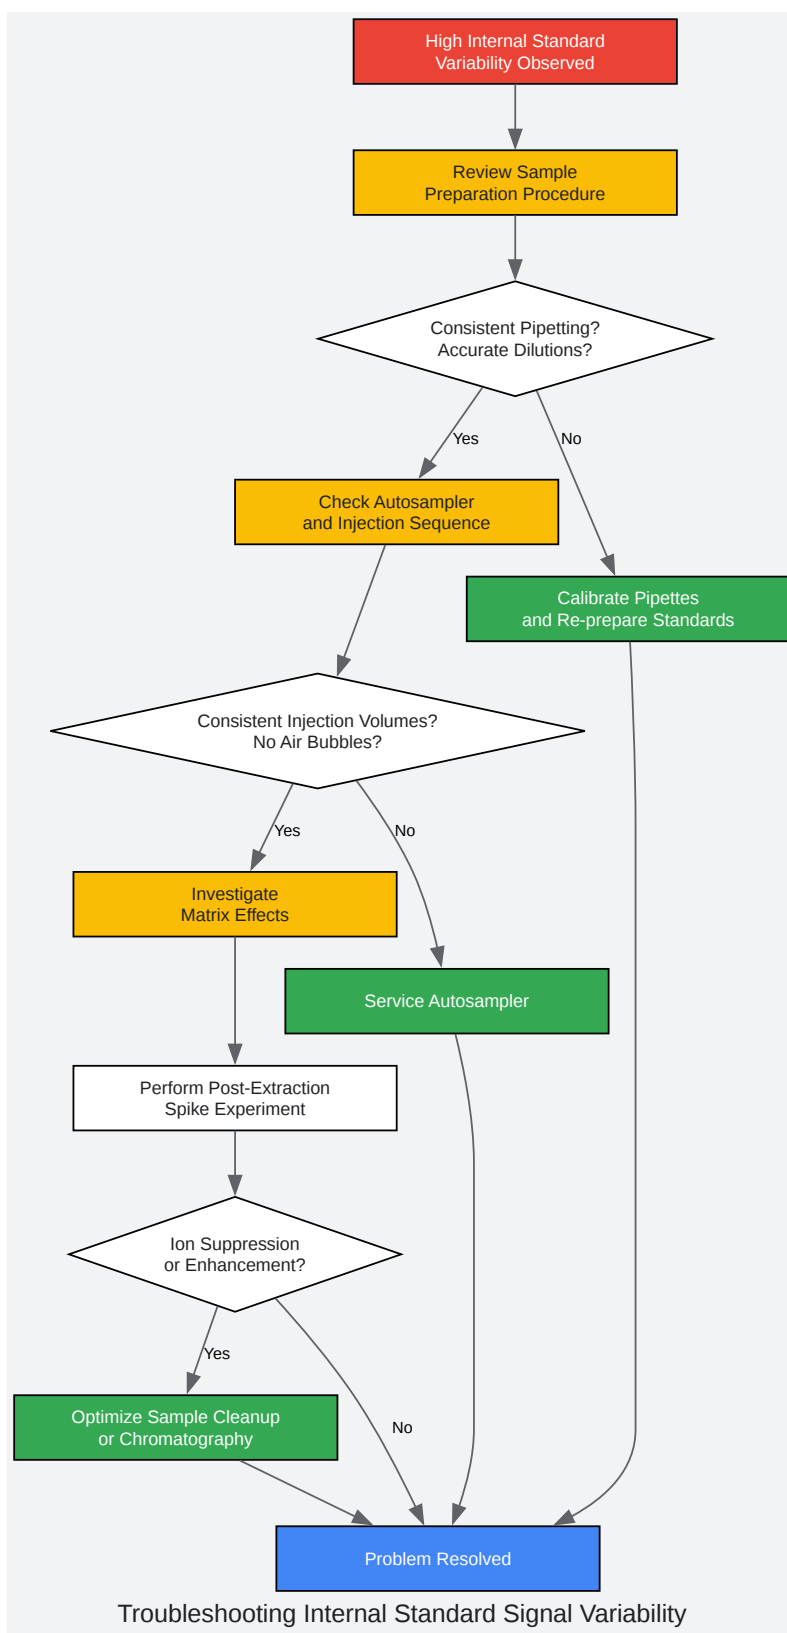 High Internal Standard
Variability Observed
Review Sample
Preparation Procedure
Consistent Pipetting?
Accurate Dilutions?
Yes
No
Check Autosampler
and Injection Sequence
Calibrate Pipettes
and Re-prepare Standards
Consistent Injection Volumes?
No Air Bubbles?
Yes
No
Investigate
Matrix Effects
Service Autosampler
Perform Post-Extraction
Spike Experiment
Ion Suppression
or Enhancement?
Yes
No
Optimize Sample Cleanup
or Chromatography
Problem Resolved
Troubleshooting Internal Standard Signal Variability